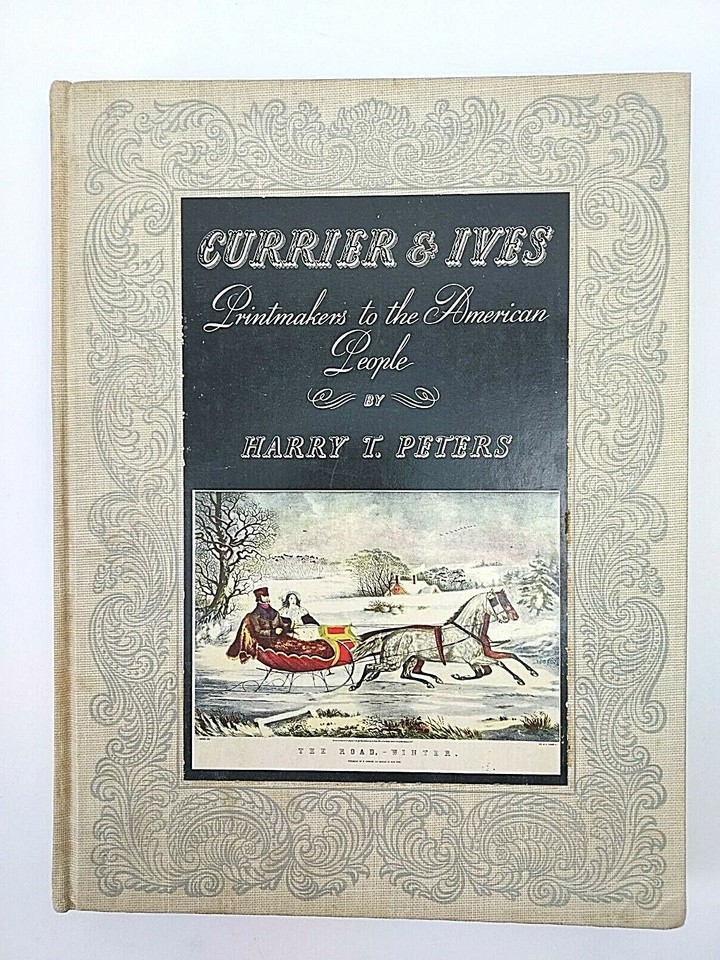 CURRIER & IVES
Printmakers to the American
People
BY
HARRY T. PETERS
THE ROAD,-WINTER.